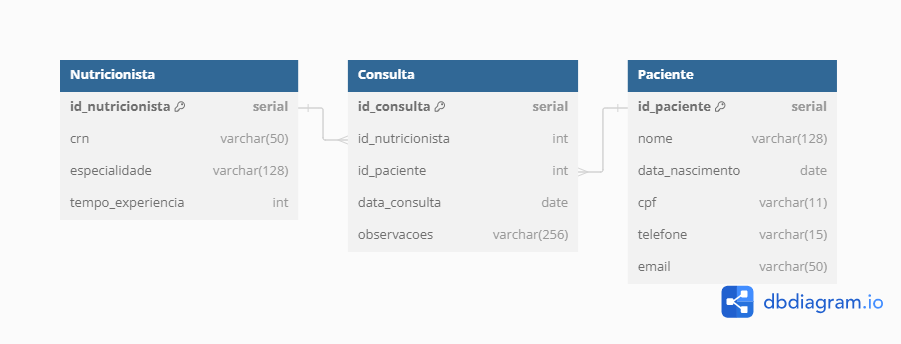 Nutricionista
id_nutricionista serial
crn varchar(50)
especialidade varchar(128)
tempo_experiencia int
Consulta
id_consulta serial
id_nutricionista int
id_paciente int
data_consulta date
observacoes varchar(256)
Paciente
id_paciente serial
nome varchar(128)
data_nascimento date
cpf varchar(11)
telefone varchar(15)
email varchar(50)
dbdiagram.io